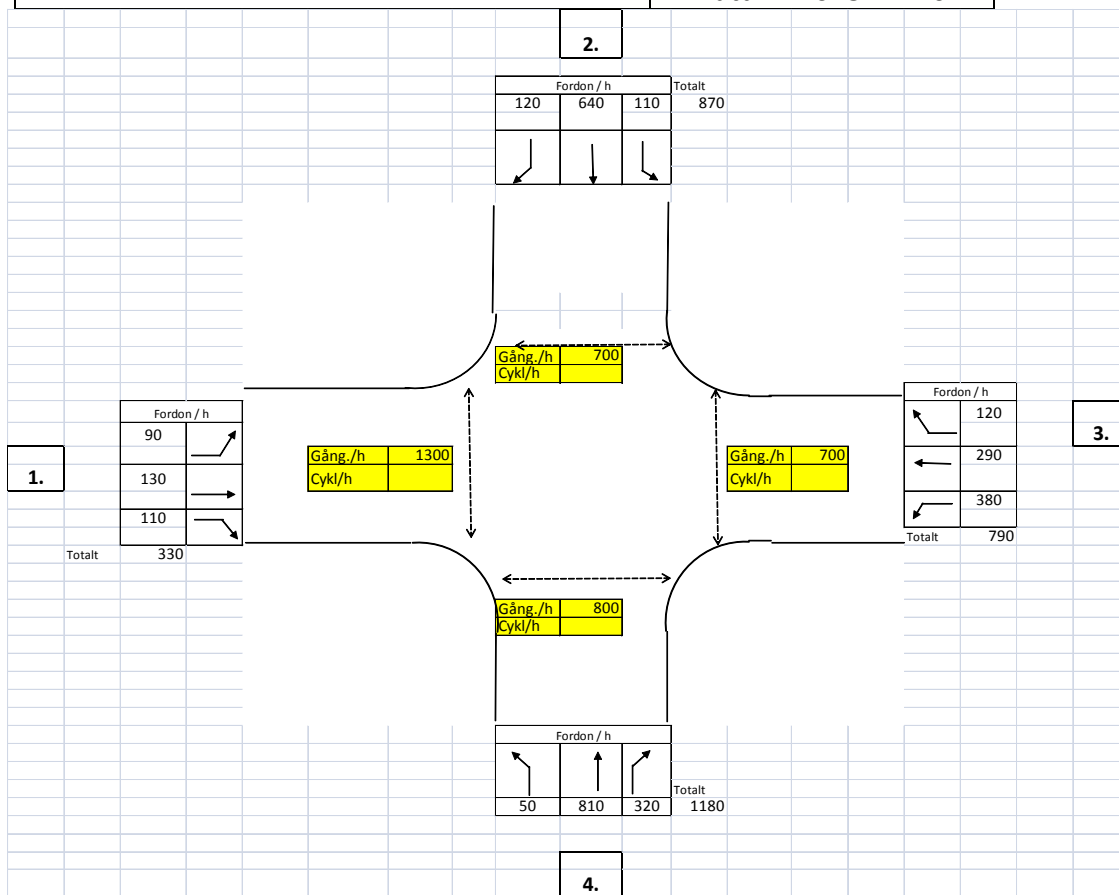 2.
Fordon / h
Totalt
120 640 110 870
Gång./h 700
Cykl/h
Fordon / h
90
130
110
Totalt 330
1.
Gång./h 1300
Cykl/h
Gång./h 700
Cykl/h
Fordon / h
120
290
380
Totalt 790
3.
Gång./h 800
Cykl/h
Fordon / h
Totalt
50 810 320 1180
4.